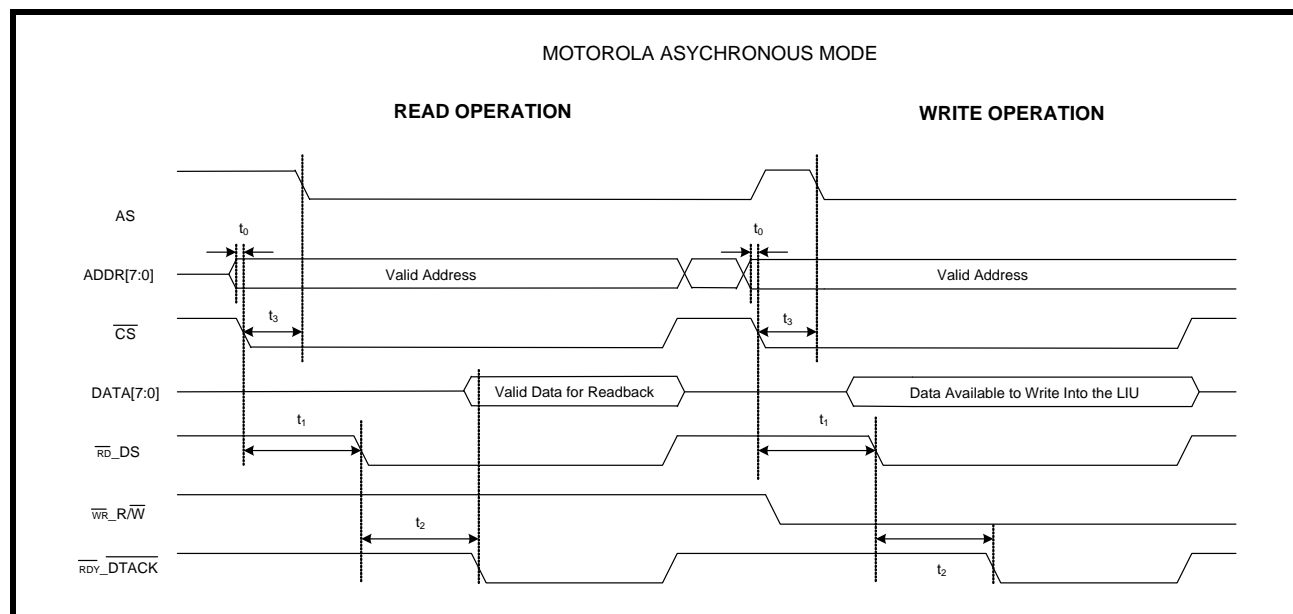 MOTOROLA ASYCHRONOUS MODE
READ OPERATION
WRITE OPERATION
AS
t0
t0
ADDR[7:0]
Valid Address
Valid Address
CS
t3
t3
DATA[7:0]
Valid Data for Readback
Data Available to Write Into the LIU
t1
t1
RD_DS
WR_R/W
t2
t2
RDY_DTACK